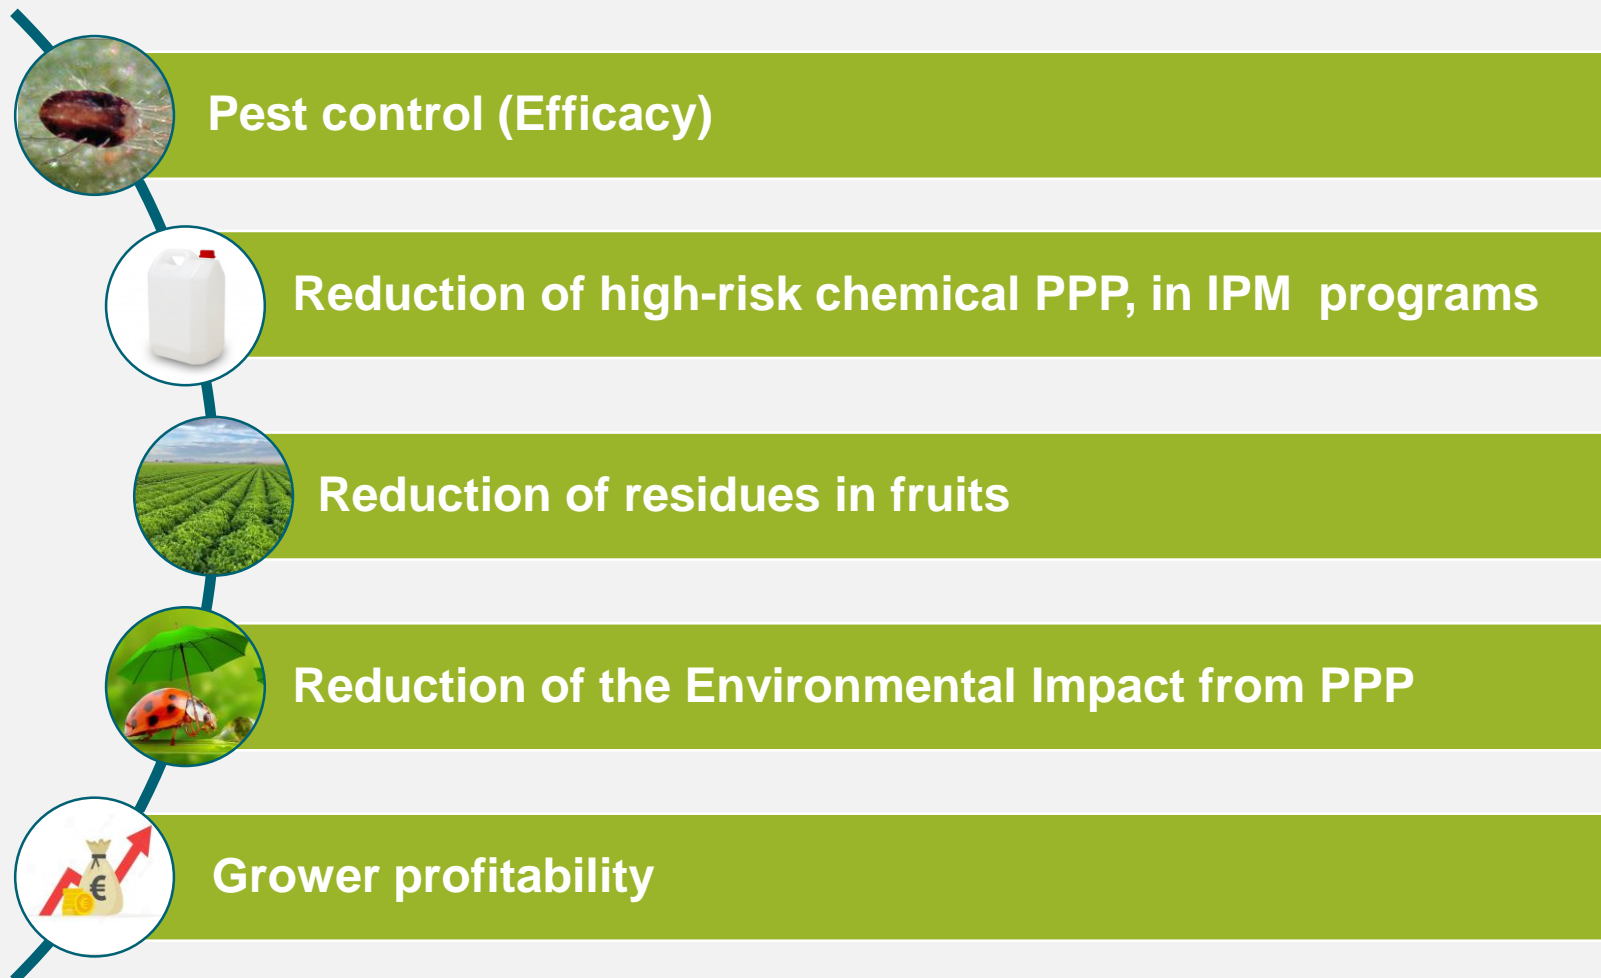 Pest control (Efficacy)
Reduction of high-risk chemical PPP, in IPM  programs
Reduction of residues in fruits
Reduction of the Environmental Impact from PPP
€
Grower profitability